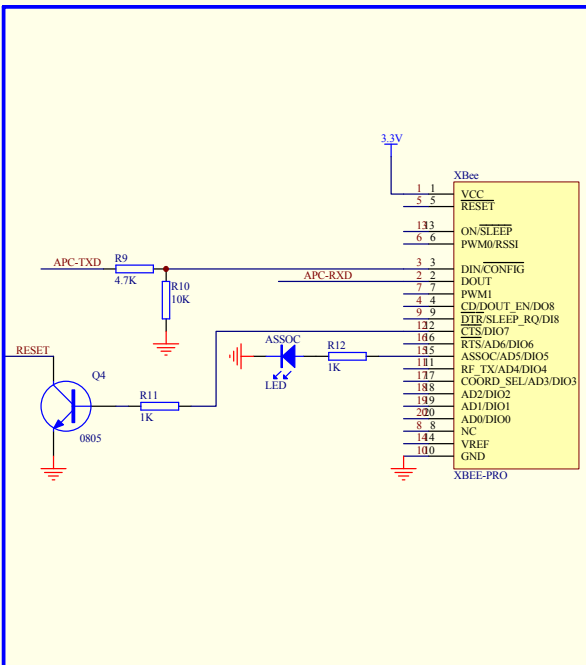 3.3V
XBee
1 1 VCC
5 5 RESET
13 13 ON/SLEEP
6 6 PWM0/RSSI
APC-TXD
R9
4.7K
3 3 DIN/CONFIG
APC-RXD
2 2 DOUT
R10
10K
7 7 PWM1
4 4 CD/DOUT_EN/DO8
9 9 DTR/SLEEP_RQ/DI8
12 12 CTS/DIO7
16 16 RTS/AD6/DIO6
RESET
ASSOC
LED
R12
1K
15 15 ASSOC/AD5/DIO5
11 11 RF_TX/AD4/DIO4
17 17 COORD_SEL/AD3/DIO3
18 18 AD2/DIO2
19 19 AD1/DIO1
20 20 AD0/DIO0
8 8 NC
14 14 VREF
10 10 GND
Q4
0805
R11
1K
XBEE-PRO